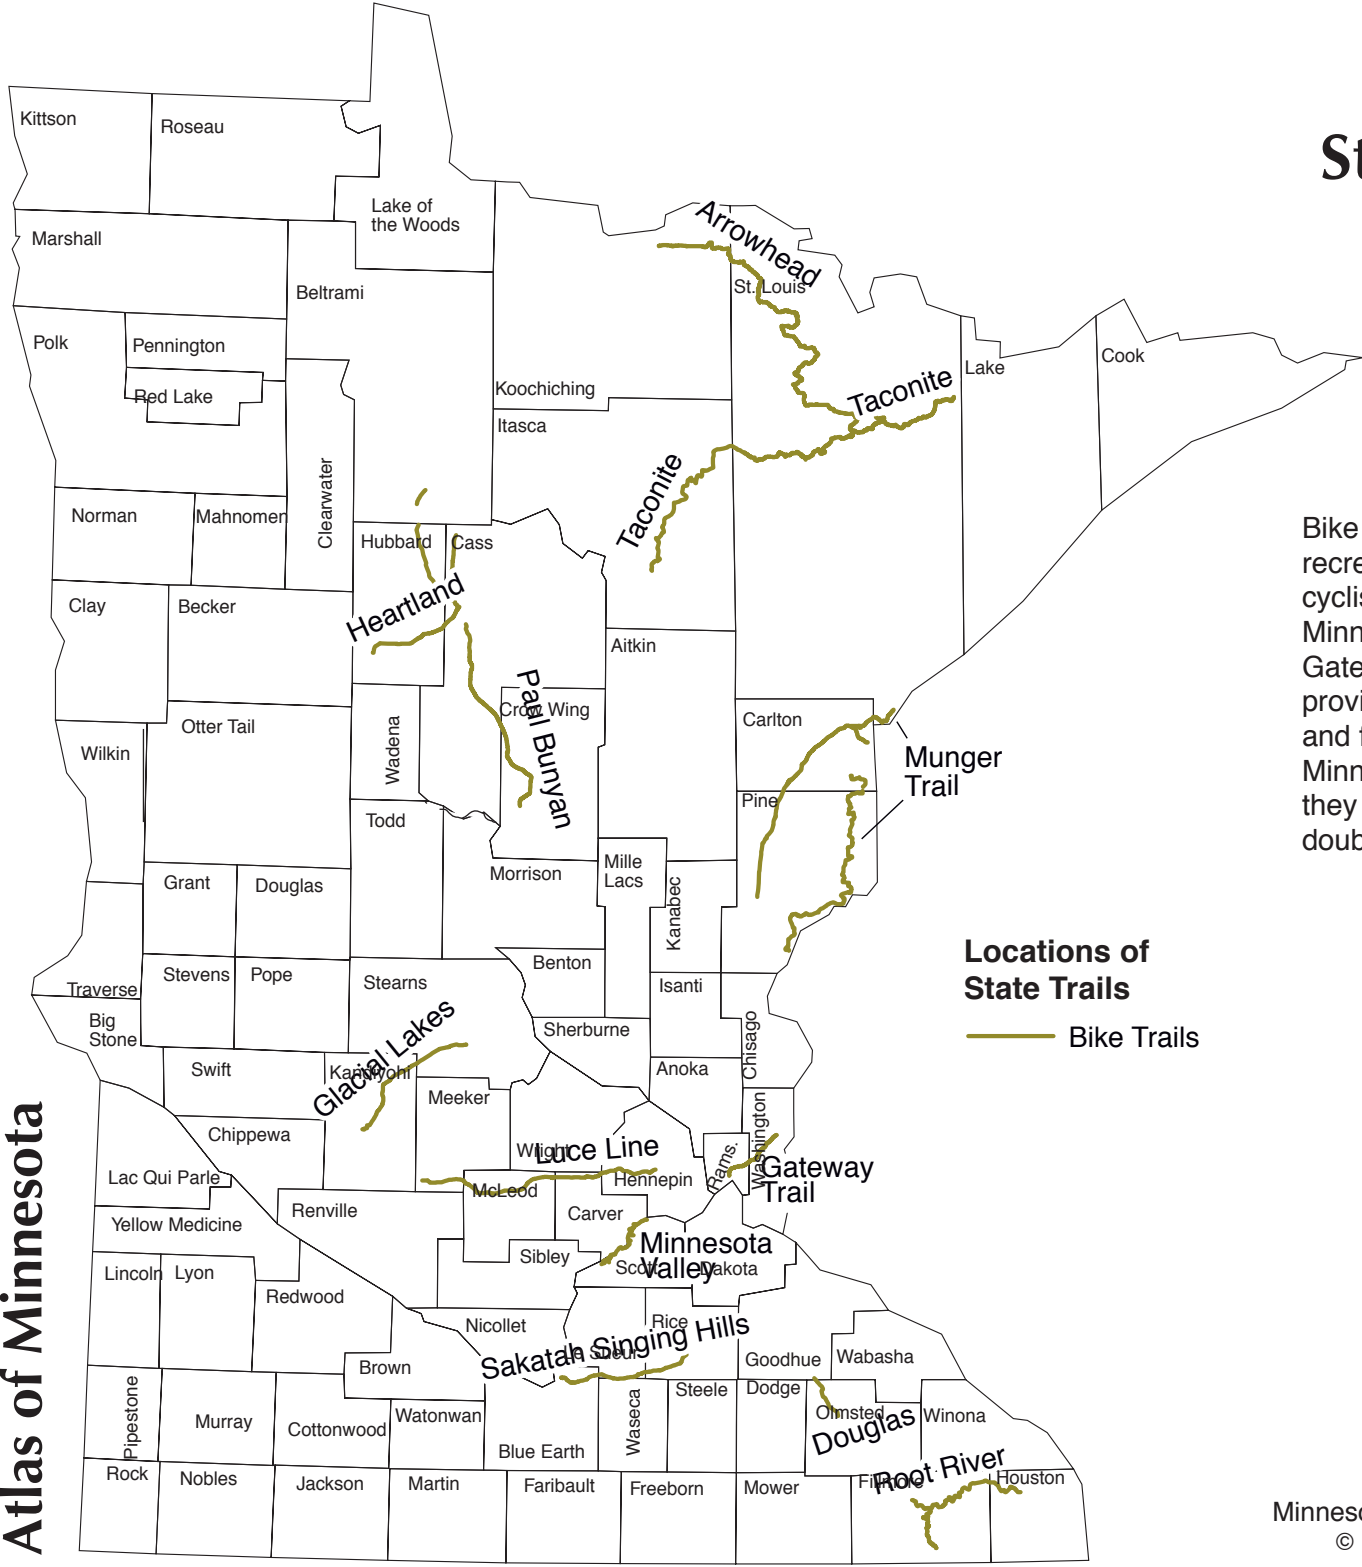 Kittson
Roseau
Lake of
the Woods
Marshall
Arrowhead
St. Louis
Beltrami
Polk
Pennington
Red Lake
Koochiching
Itasca
Taconite
Lake
Cook
Taconite
Clearwater
Norman
Mahnomen
Hubbard
Cass
Heartland
Clay
Becker
Aitkin
Paul Bunyan
Crow Wing
Otter Tail
Wadena
Wilkin
Carlton
Munger
Trail
Pine
Todd
Morrison
Mille
Lacs
Kanabec
Grant
Douglas
Stevens
Pope
Stearns
Benton
Isanti
Traverse
Big
Stone
Sherburne
Chisago
Swift
Kandiyohi
Glacial Lakes
Meeker
Anoka
Washington
Chippewa
Wright
Luce Line
Rams.
Gateway
Trail
Lac Qui Parle
McLeod
Hennepin
Renville
Carver
Yellow Medicine
Sibley
Minnesota
Valley
Scott
Dakota
Lincoln
Lyon
Redwood
Nicollet
Rice
Le Sueur
Sakatah Singing Hills
Brown
Goodhue
Wabasha
Pipestone
Murray
Cottonwood
Watonwan
Blue Earth
Waseca
Steele
Dodge
Olmsted
Douglas
Winona
Rock
Nobles
Jackson
Martin
Faribault
Freeborn
Mower
Fillmore
Root River
Houston
Atlas of Minnesota
St
Bike
recre
cyclis
Minn
Gate
provi
and f
Minn
they
doub
Locations of
State Trails
Bike Trails
Minneso
©